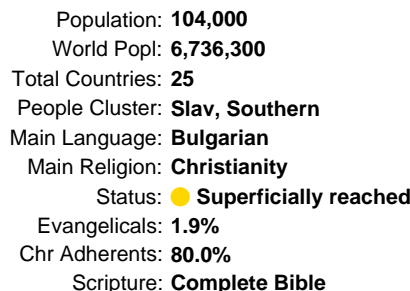 Population: 104,000
World Popl: 6,736,300
Total Countries: 25
People Cluster: Slav, Southern
Main Language: Bulgarian
Main Religion: Christianity
Status: Superficially reached
Evangelicals: 1.9%
Chr Adherents: 80.0%
Scripture: Complete Bible